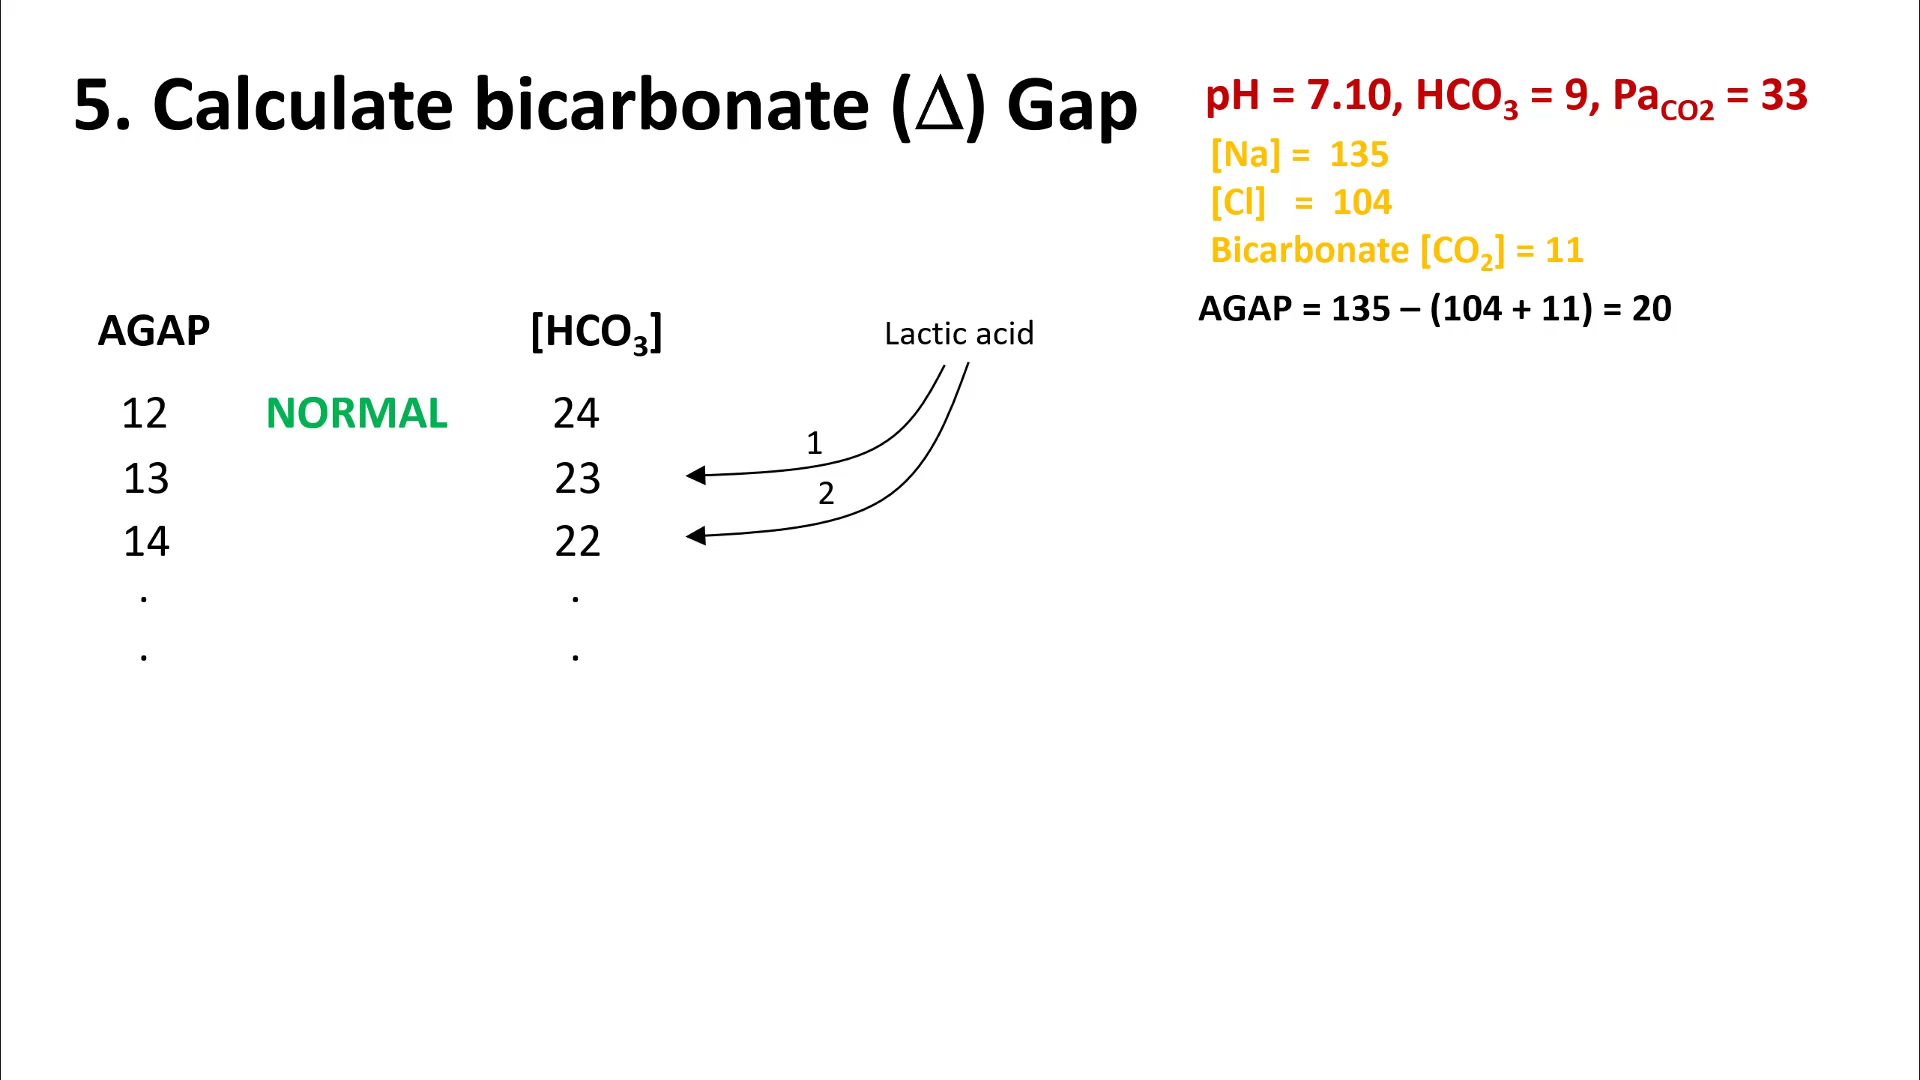 5. Calculate bicarbonate (Δ) Gap
pH = 7.10, HCO₃ = 9, Pa_CO2 = 33
[Na] = 135
[Cl] = 104
Bicarbonate [CO₂] = 11
AGAP = 135 – (104 + 11) = 20
AGAP [HCO₃] Lactic acid
12 NORMAL 24
1
13 23
2
14 22
. .
. .